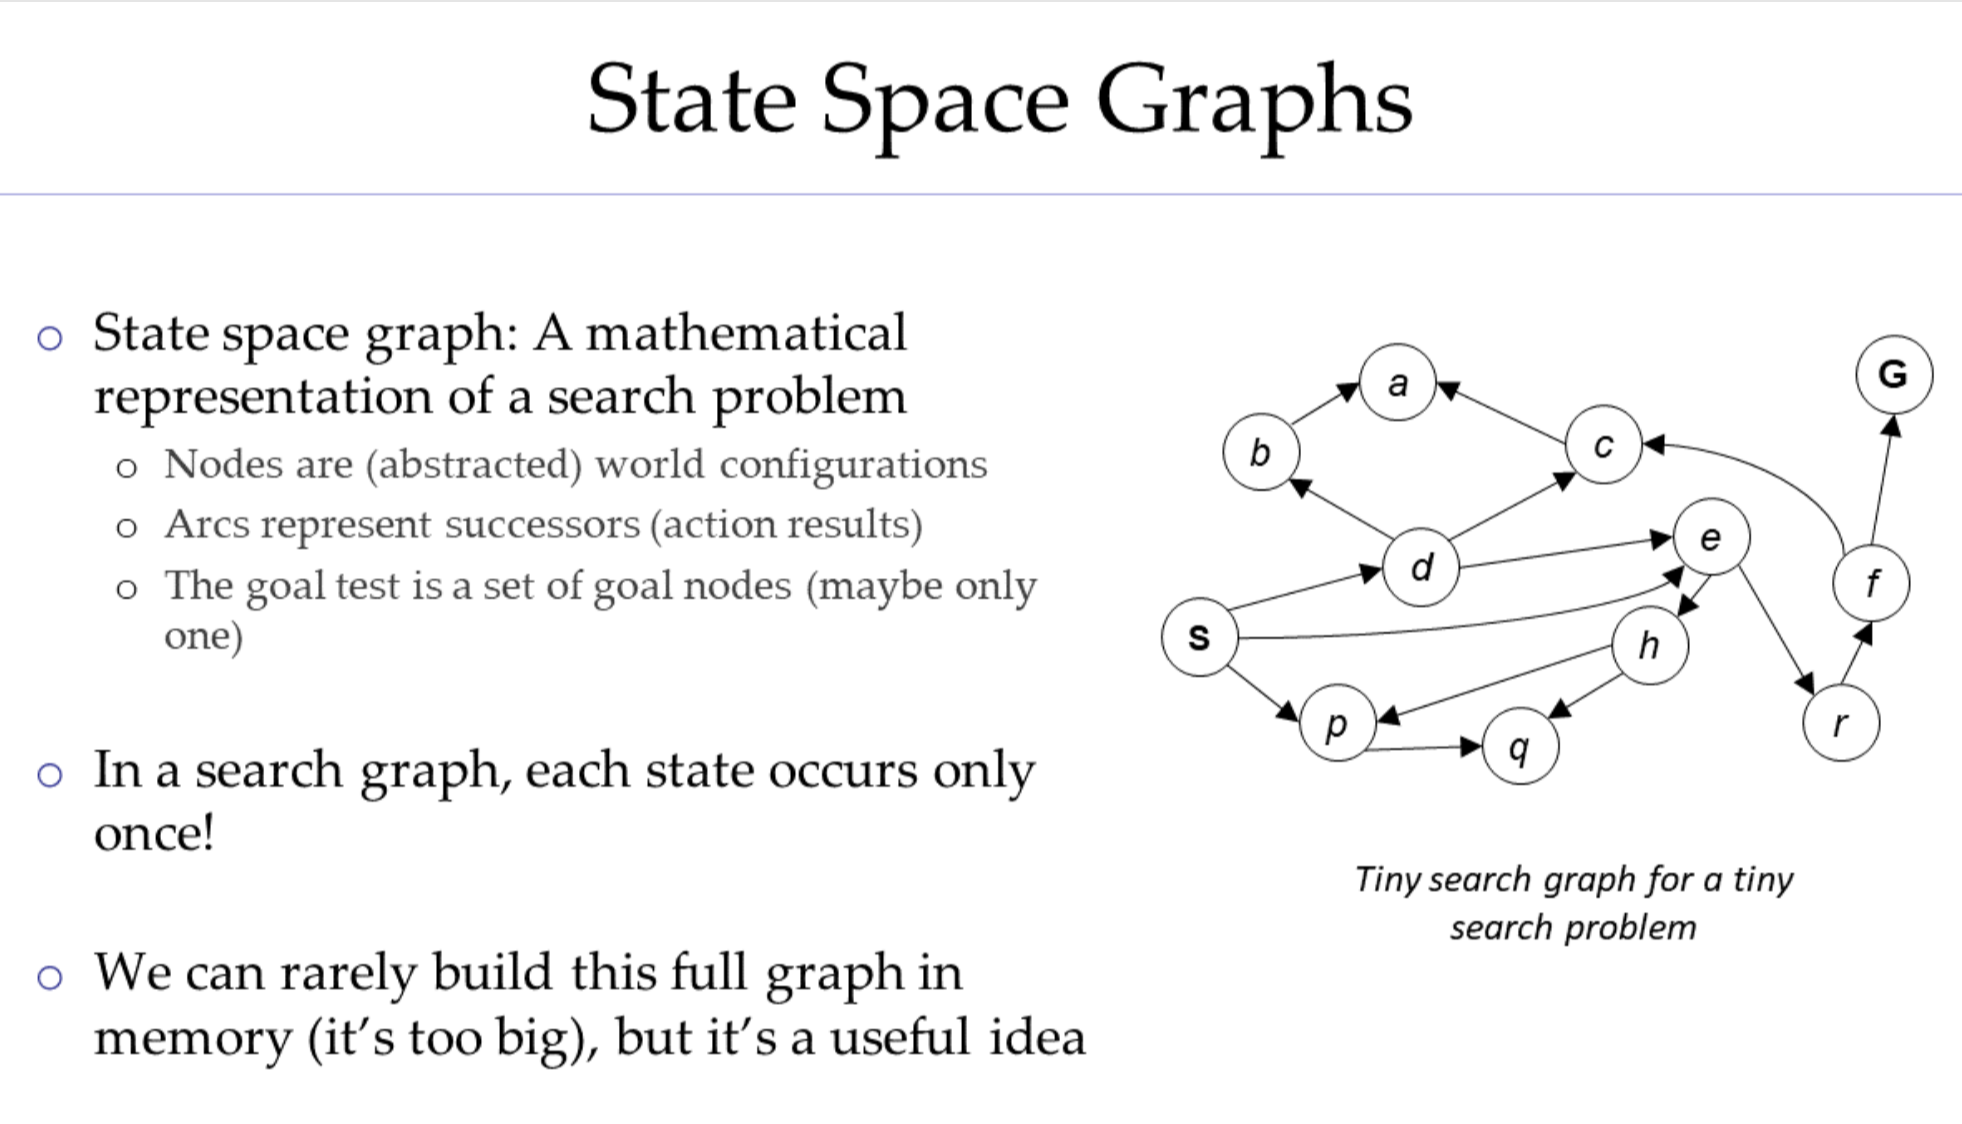 State Space Graphs
○ State space graph: A mathematical
representation of a search problem
○ Nodes are (abstracted) world configurations
○ Arcs represent successors (action results)
○ The goal test is a set of goal nodes (maybe only
one)
○ In a search graph, each state occurs only
once!
○ We can rarely build this full graph in
memory (it’s too big), but it’s a useful idea
G
a
c
b
e
d
f
S
h
p
q
r
Tiny search graph for a tiny
search problem